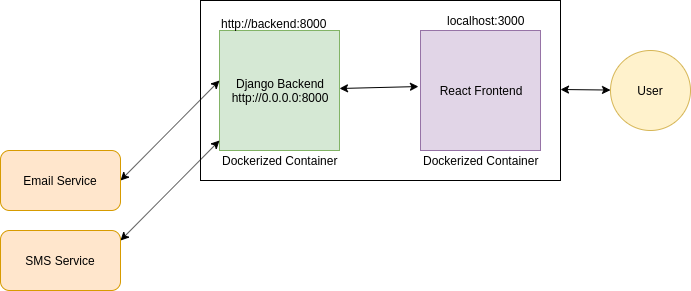 http://backend:8000
localhost:3000
Django Backend
http://0.0.0.0:8000
React Frontend
User
Dockerized Container
Dockerized Container
Email Service
SMS Service